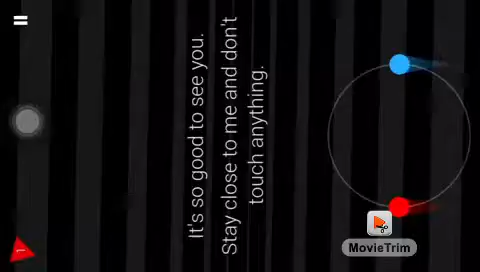 It's so good to see you.
Stay close to me and don't
touch anything.
MovieTrim